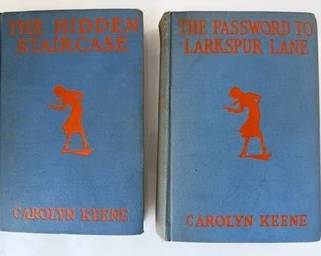 THE HIDDEN
STAIRCASE
CAROLYN KEENE
THE PASSWORD TO
LARKSPUR LANE
CAROLYN KEENE